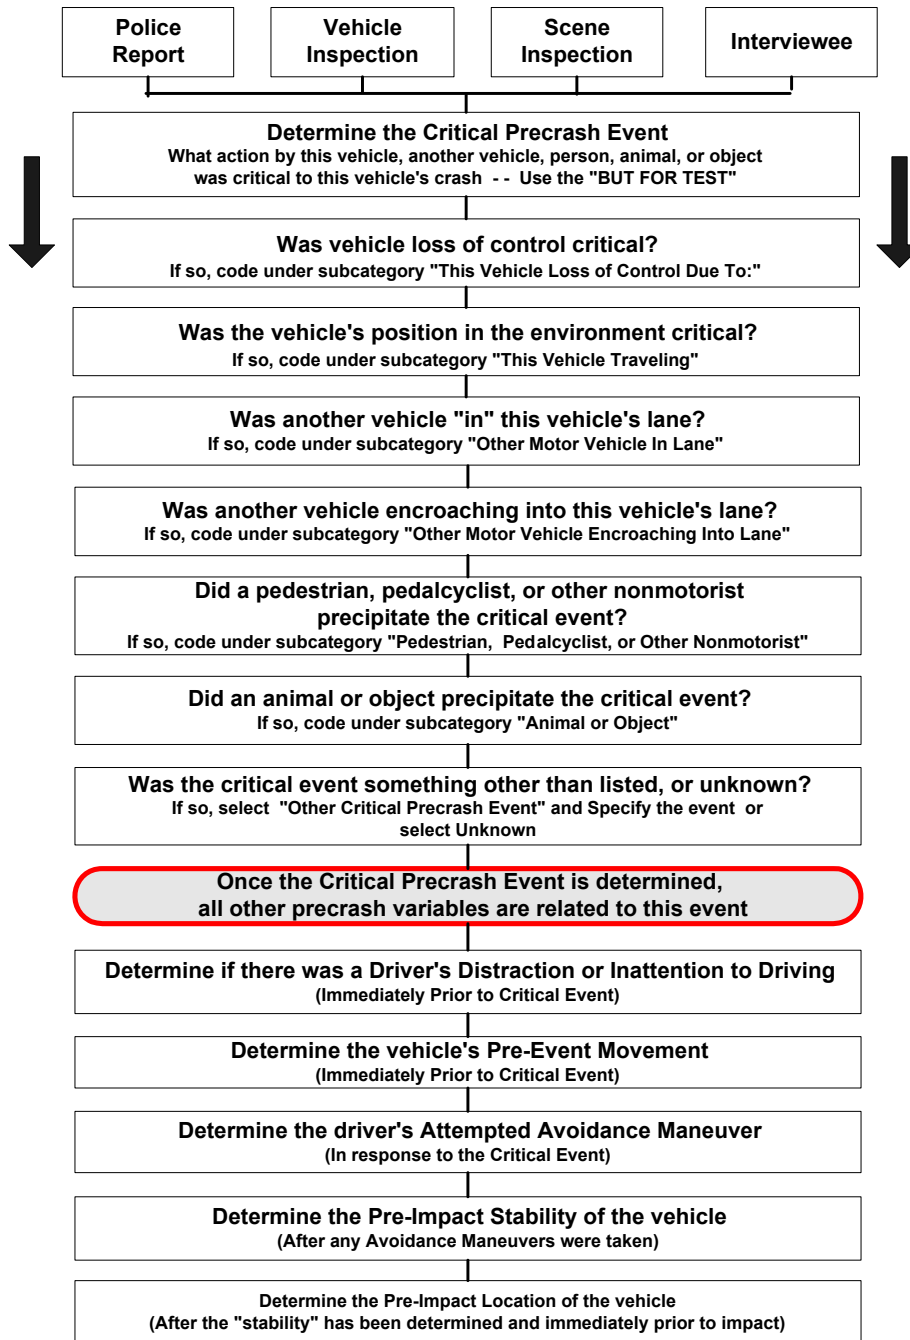 Police
Report
Vehicle
Inspection
Scene
Inspection
Interviewee
Determine the Critical Precrash Event
What action by this vehicle, another vehicle, person, animal, or object
was critical to this vehicle's crash - - Use the "BUT FOR TEST"
Was vehicle loss of control critical?
If so, code under subcategory "This Vehicle Loss of Control Due To:"
Was the vehicle's position in the environment critical?
If so, code under subcategory "This Vehicle Traveling"
Was another vehicle "in" this vehicle's lane?
If so, code under subcategory "Other Motor Vehicle In Lane"
Was another vehicle encroaching into this vehicle's lane?
If so, code under subcategory "Other Motor Vehicle Encroaching Into Lane"
Did a pedestrian, pedalcyclist, or other nonmotorist
precipitate the critical event?
If so, code under subcategory "Pedestrian, Pedalcyclist, or Other Nonmotorist"
Did an animal or object precipitate the critical event?
If so, code under subcategory "Animal or Object"
Was the critical event something other than listed, or unknown?
If so, select "Other Critical Precrash Event" and Specify the event or
select Unknown
Once the Critical Precrash Event is determined,
all other precrash variables are related to this event
Determine if there was a Driver's Distraction or Inattention to Driving
(Immediately Prior to Critical Event)
Determine the vehicle's Pre-Event Movement
(Immediately Prior to Critical Event)
Determine the driver's Attempted Avoidance Maneuver
(In response to the Critical Event)
Determine the Pre-Impact Stability of the vehicle
(After any Avoidance Maneuvers were taken)
Determine the Pre-Impact Location of the vehicle
(After the "stability" has been determined and immediately prior to impact)